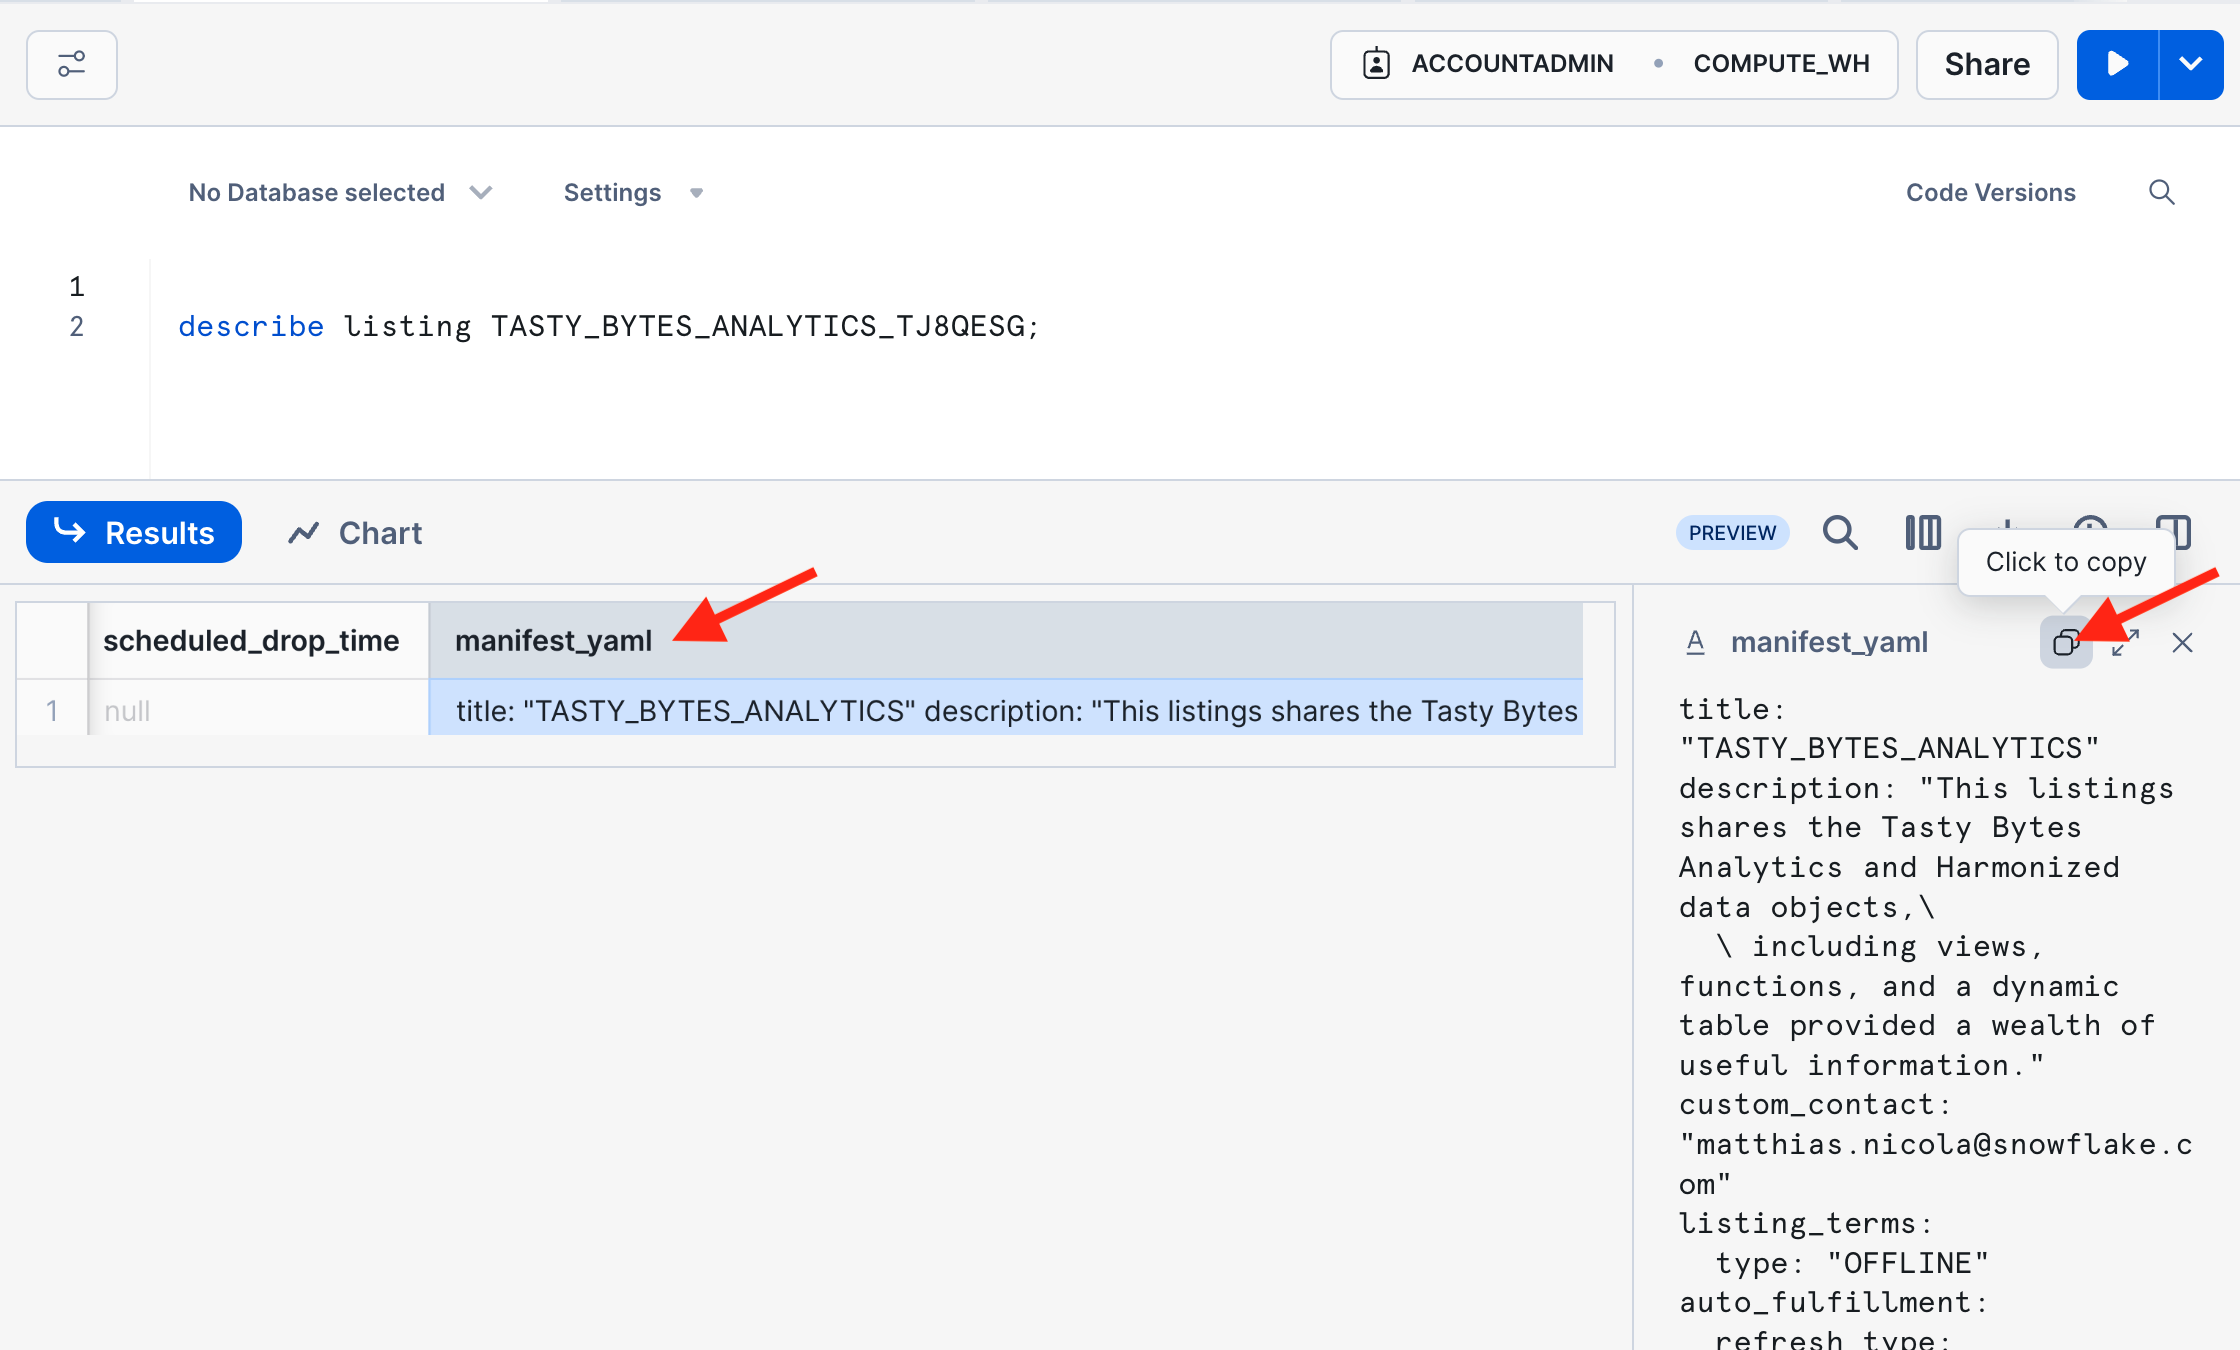 ACCOUNTADMIN • COMPUTE_WH
Share
No Database selected
Settings
Code Versions
1
2 describe listing TASTY_BYTES_ANALYTICS_TJ8QESG;
Results
Chart
PREVIEW
Click to copy
scheduled_drop_time manifest_yaml
1 null title: "TASTY_BYTES_ANALYTICS" description: "This listings shares the Tasty Bytes
A manifest_yaml
title:
"TASTY_BYTES_ANALYTICS"
description: "This listings
shares the Tasty Bytes
Analytics and Harmonized
data objects,\
\ including views,
functions, and a dynamic
table provided a wealth of
useful information."
custom_contact:
"matthias.nicola@snowflake.c
om"
listing_terms:
type: "OFFLINE"
auto_fulfillment:
refresh_type: